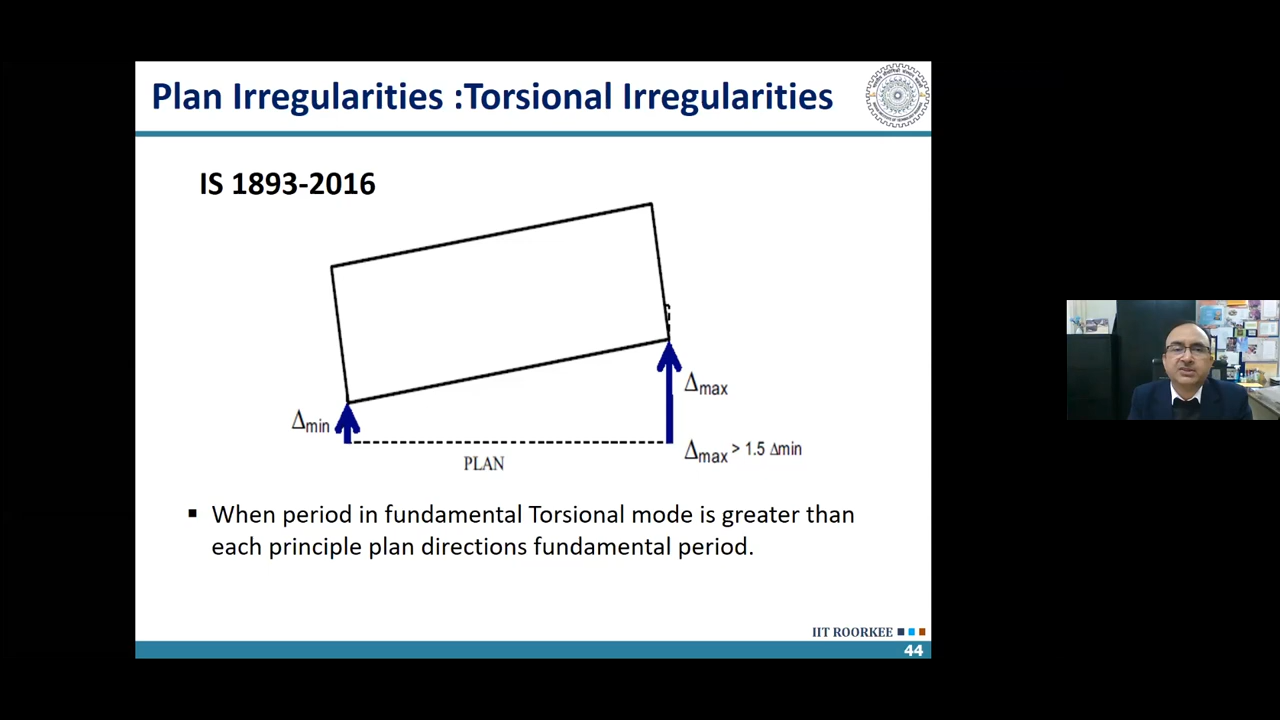 Plan Irregularities :Torsional Irregularities
IS 1893-2016
Δmin
Δmax
PLAN
Δmax > 1.5 Δmin
▪ When period in fundamental Torsional mode is greater than
each principle plan directions fundamental period.
IIT ROORKEE
44